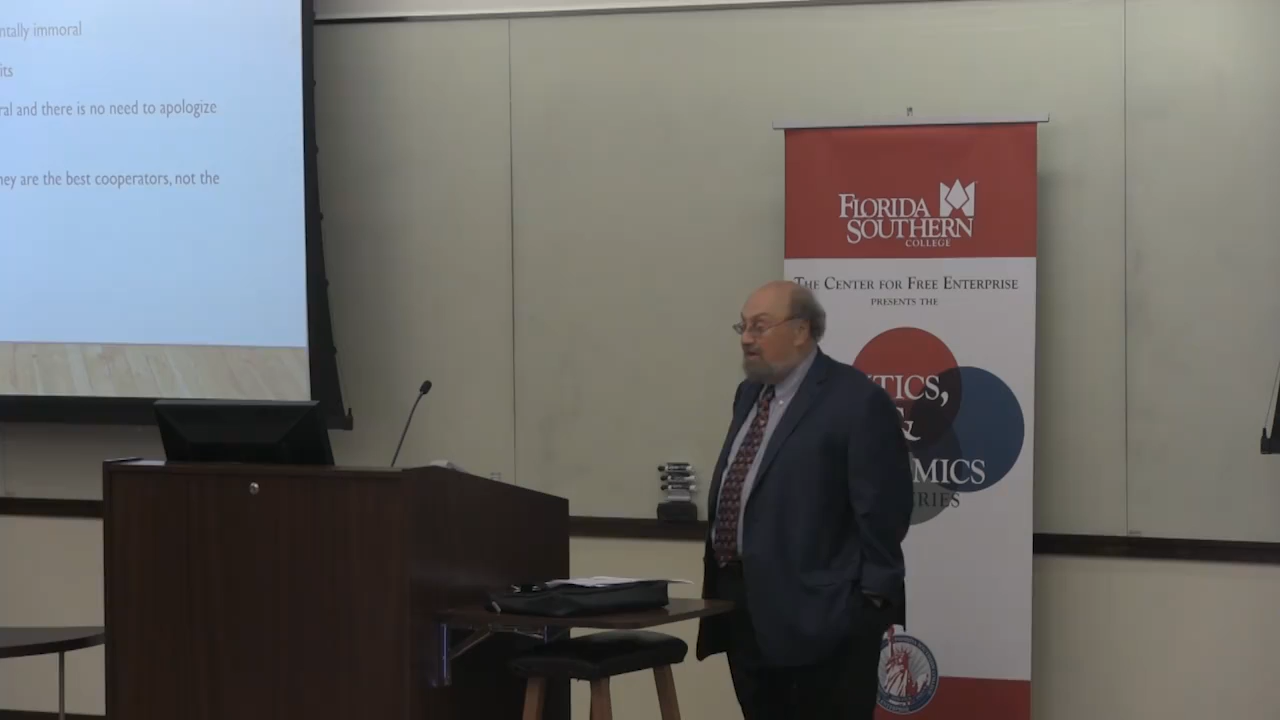 ntally immoral
its
ral and there is no need to apologize
hey are the best cooperators, not the
FLORIDA
SOUTHERN
COLLEGE
THE CENTER FOR FREE ENTERPRISE
PRESENTS THE
TICS,
&
MICS
RIES